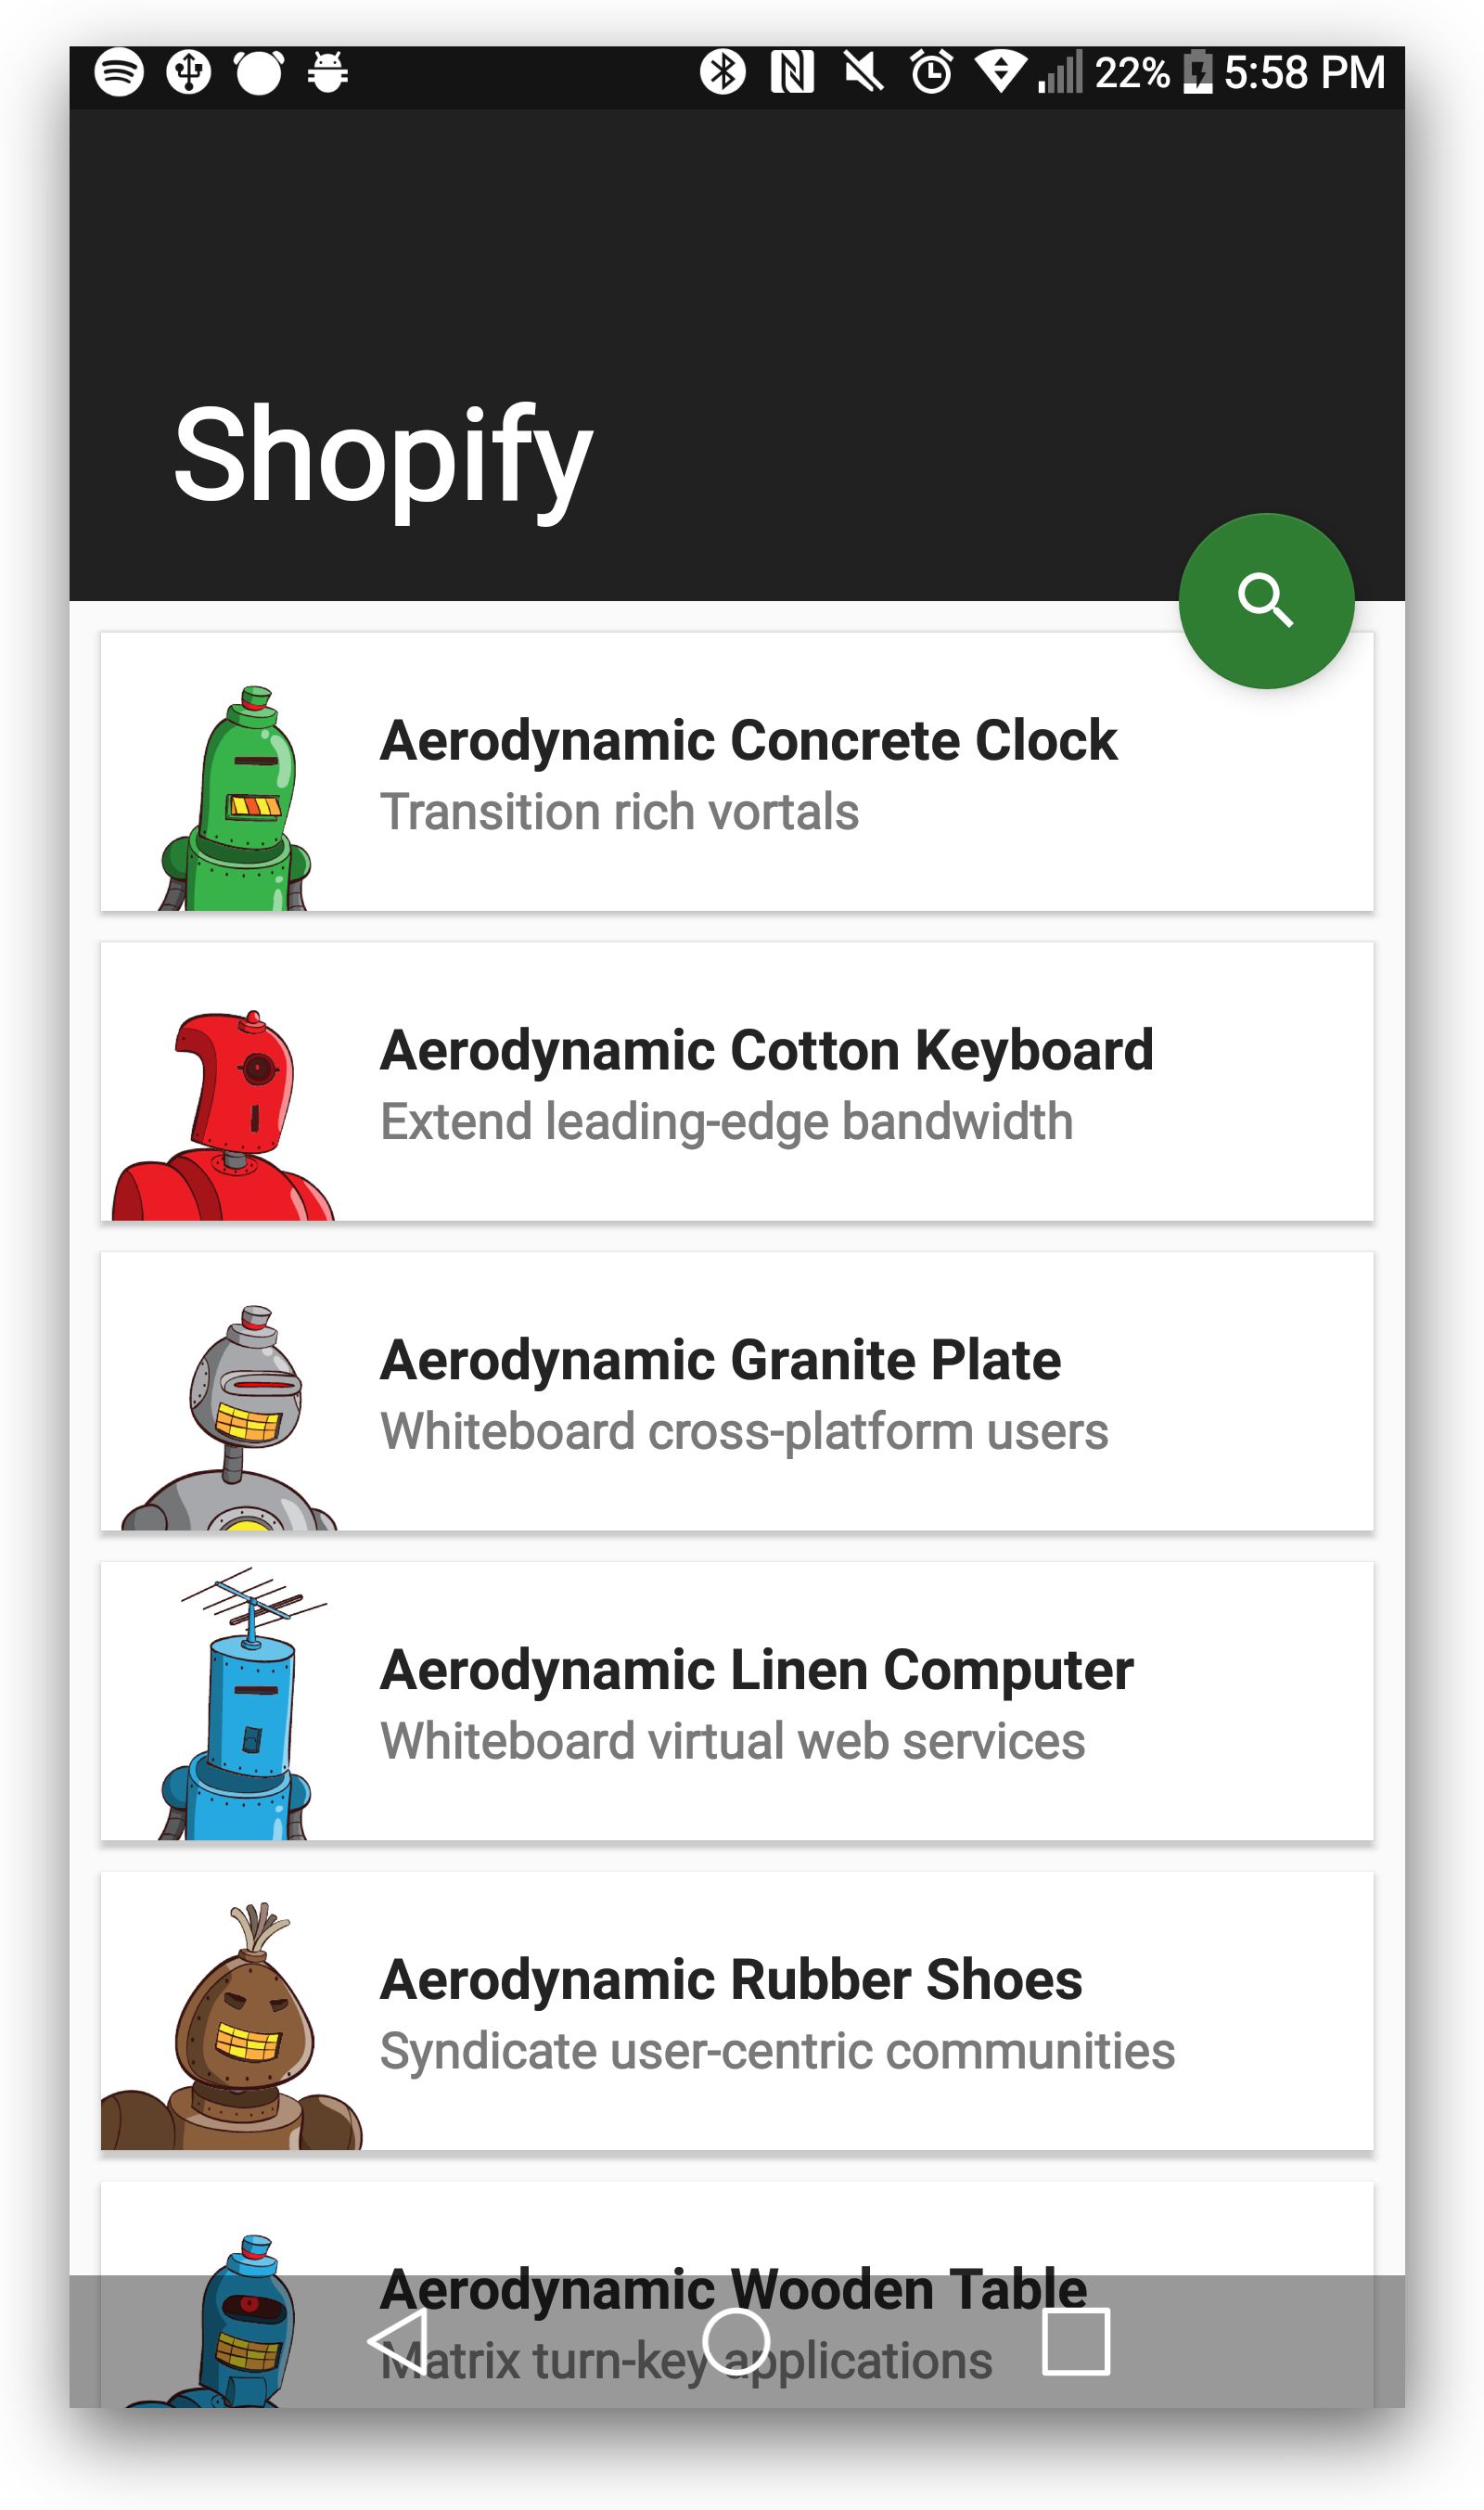 22% 5:58 PM
Shopify
Aerodynamic Concrete Clock
Transition rich vortals
Aerodynamic Cotton Keyboard
Extend leading-edge bandwidth
Aerodynamic Granite Plate
Whiteboard cross-platform users
Aerodynamic Linen Computer
Whiteboard virtual web services
Aerodynamic Rubber Shoes
Syndicate user-centric communities
Aerodynamic Wooden Table
Matrix turn-key applications